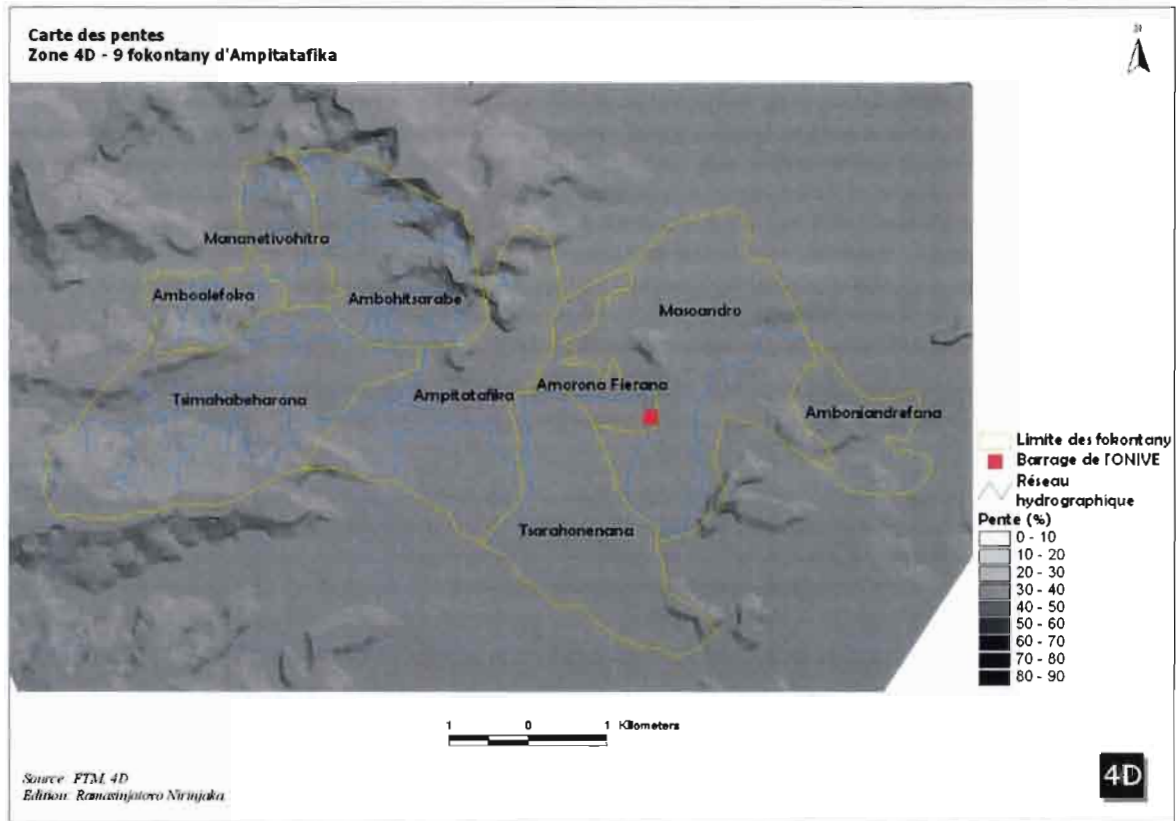 Carte des pentes
Zone 4D - 9 fokontany d'Ampitatafika
Mananetivohitra
Amboalefoka
Ambohitsarabe
Masoandro
Tsimahabeharona
Ampitatafika
Amorona Fierana
Amboniandrefana
Tsarahonenana
Limite des fokontany
Barrage de l'ONIVE
Réseau
hydrographique
Pente (%)
0 - 10
10 - 20
20 - 30
30 - 40
40 - 50
50 - 60
60 - 70
70 - 80
80 - 90
1 0 1 Kilometers
Source: FTM, 4D
Edition: Ramasinjatovo Nirinjaka
4D